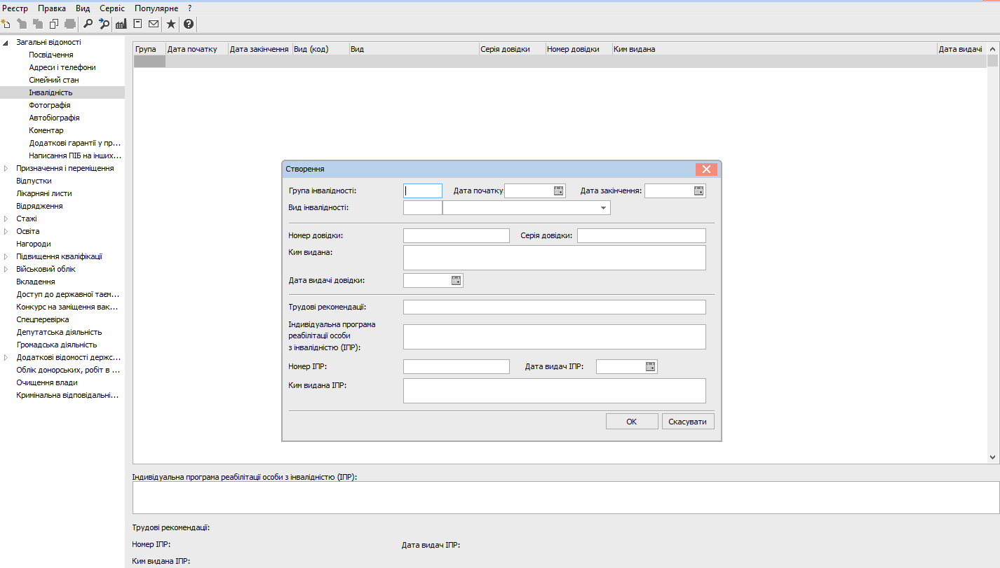 Реєстр Правка Вид Сервіс Популярне ?
Загальні відомості
Посвідчення
Адреси і телефони
Сімейний стан
Інвалідність
Фотографія
Автобіографія
Коментар
Додаткові гарантії у пр...
Написання ПІБ на інших...
Призначення і переміщення
Відпустки
Лікарняні листи
Відрядження
Стажі
Освіта
Нагороди
Підвищення кваліфікації
Військовий облік
Вкладення
Доступ до державної таєм...
Конкурс на заміщення вак...
Спецперевірка
Депутатська діяльність
Громадська діяльність
Додаткові відомості держс...
Облік донорських, робіт в ...
Очищення влади
Кримінальна відповідальні...
Група Дата початку Дата закінчення Вид (код) Вид Серія довідки Номер довідки Ким видана Дата видачі
Створення
Група інвалідності: Дата початку Дата закінчення:
Вид інвалідності:
Номер довідки: Серія довідки:
Ким видана:
Дата видачі довідки:
Трудові рекомендації:
Індивідуальна програма
реабілітації особи
з інвалідністю (ІПР):
Номер ІПР: Дата видач ІПР:
Ким видана ІПР:
OK Скасувати
Індивідуальна програма реабілітації особи з інвалідністю (ІПР):
Трудові рекомендації:
Номер ІПР: Дата видач ІПР:
Ким видана ІПР: